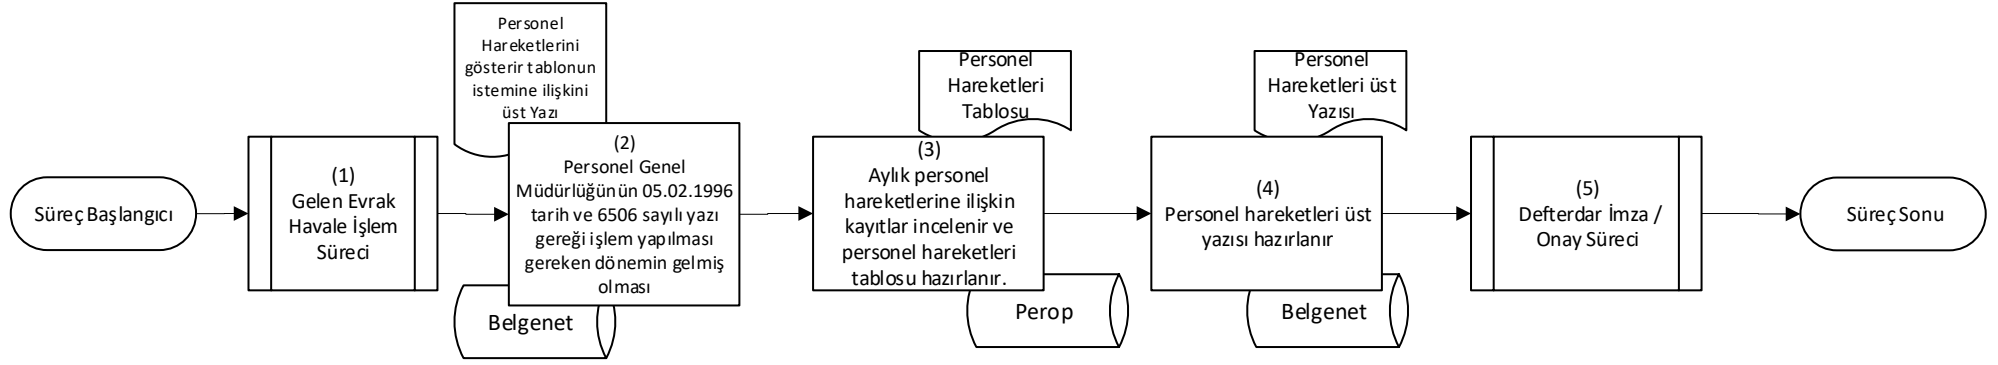 Süreç Başlangıcı
(1)
Gelen Evrak
Havale İşlem
Süreci
Personel
Hareketlerini
gösterir tablonun
istemine ilişkini
üst Yazı
(2)
Personel Genel
Müdürlüğünün 05.02.1996
tarih ve 6506 sayılı yazı
gereği işlem yapılması
gereken dönemin gelmiş
olması
Belgenet
Personel
Hareketleri
Tablosu
(3)
Aylık personel
hareketlerine ilişkin
kayıtlar incelenir ve
personel hareketleri
tablosu hazırlanır.
Perop
Personel
Hareketleri üst
Yazısı
(4)
Personel hareketleri üst
yazısı hazırlanır
Belgenet
(5)
Defterdar İmza /
Onay Süreci
Süreç Sonu